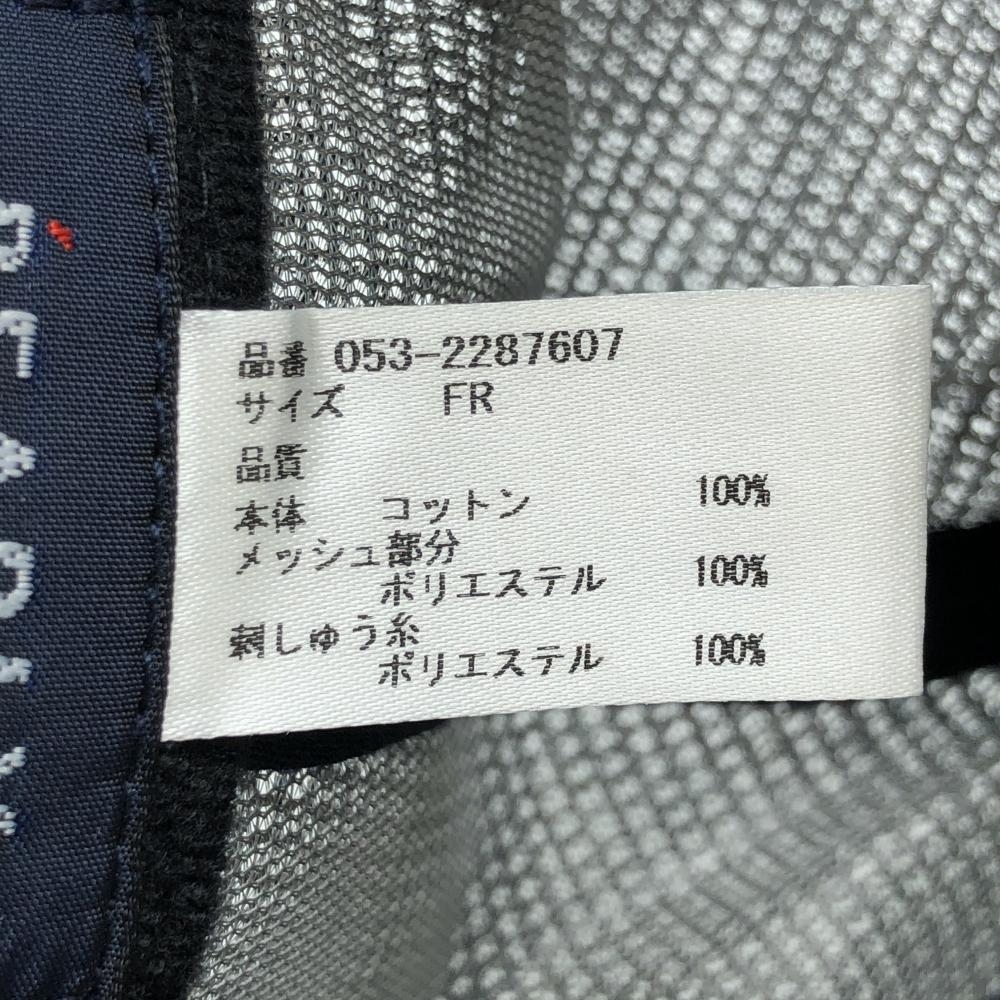 品番 053-2287607
サイズ FR
品質
本体 コットン 100%
メッシュ部分
ポリエステル 100%
刺しゅう糸
ポリエステル 100%